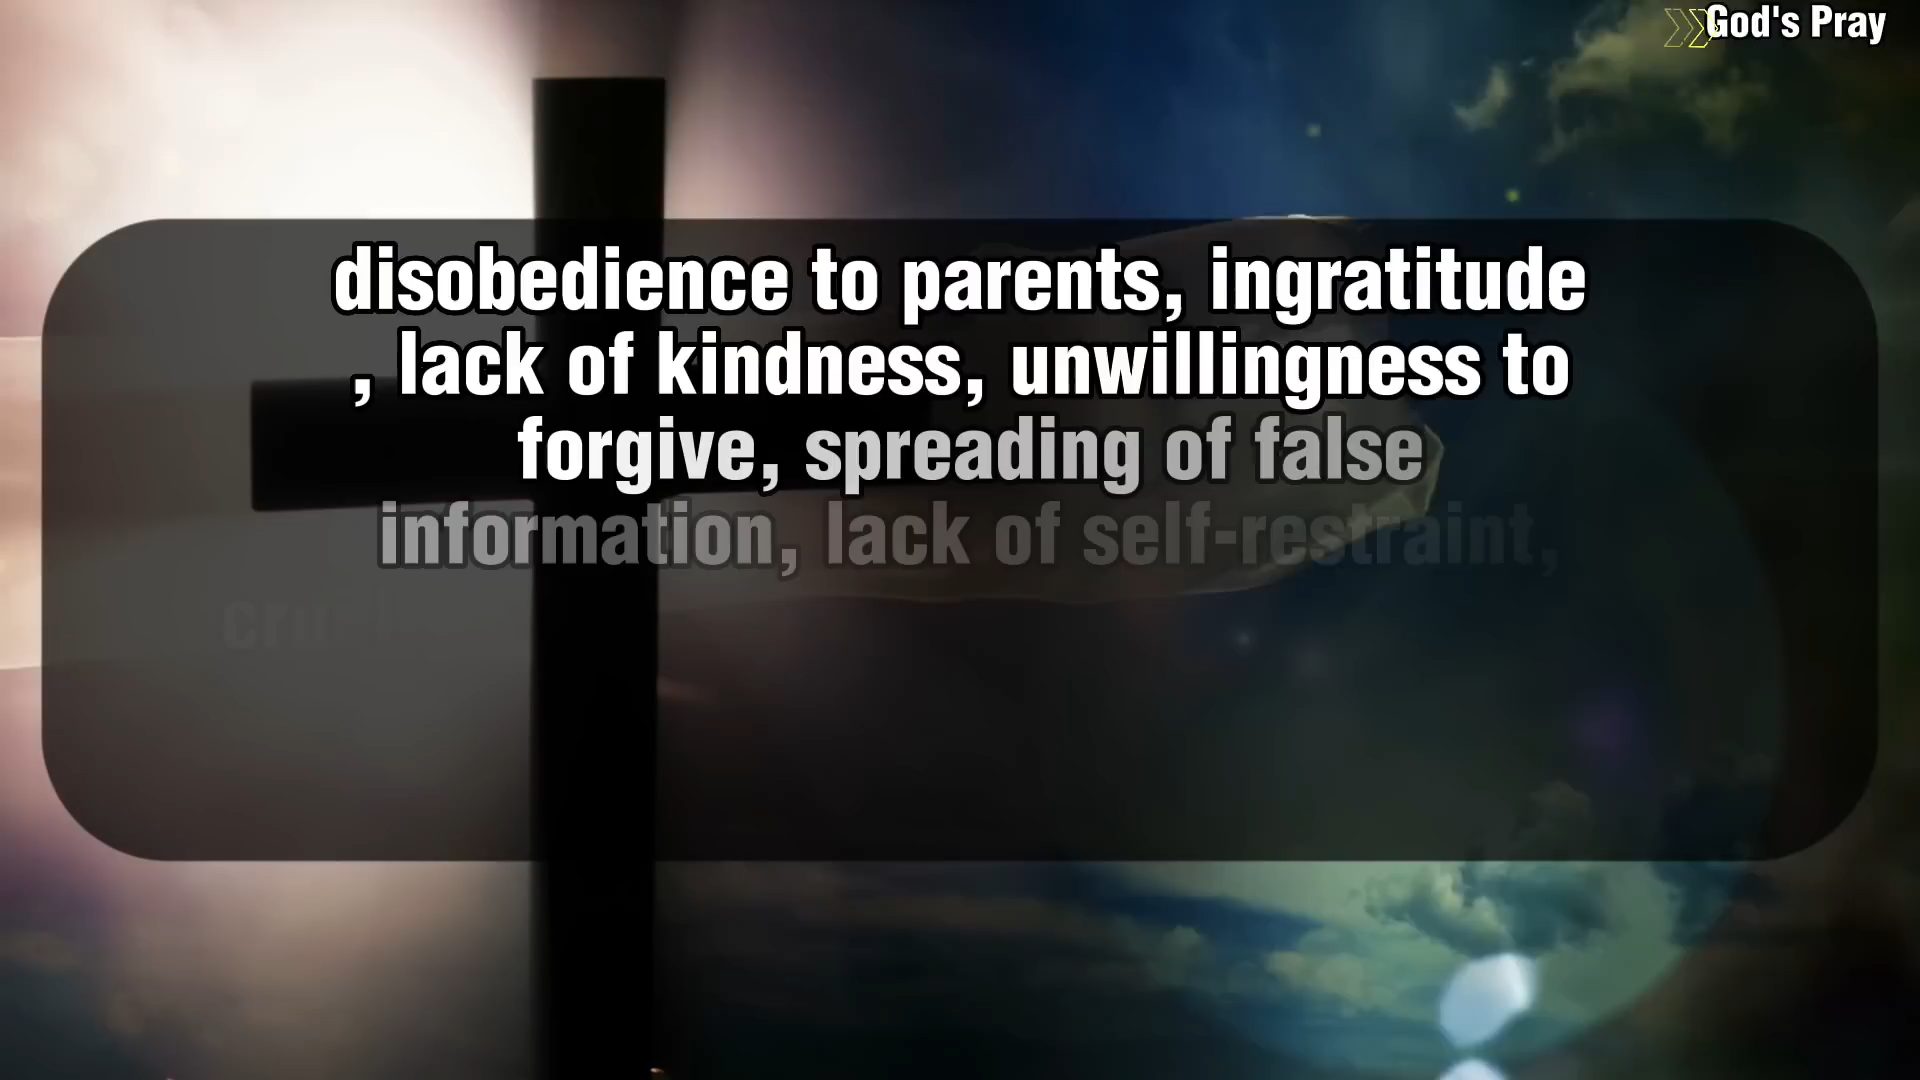 God's Pray
disobedience to parents, ingratitude
, lack of kindness, unwillingness to
forgive, spreading of false
information, lack of self-restraint,